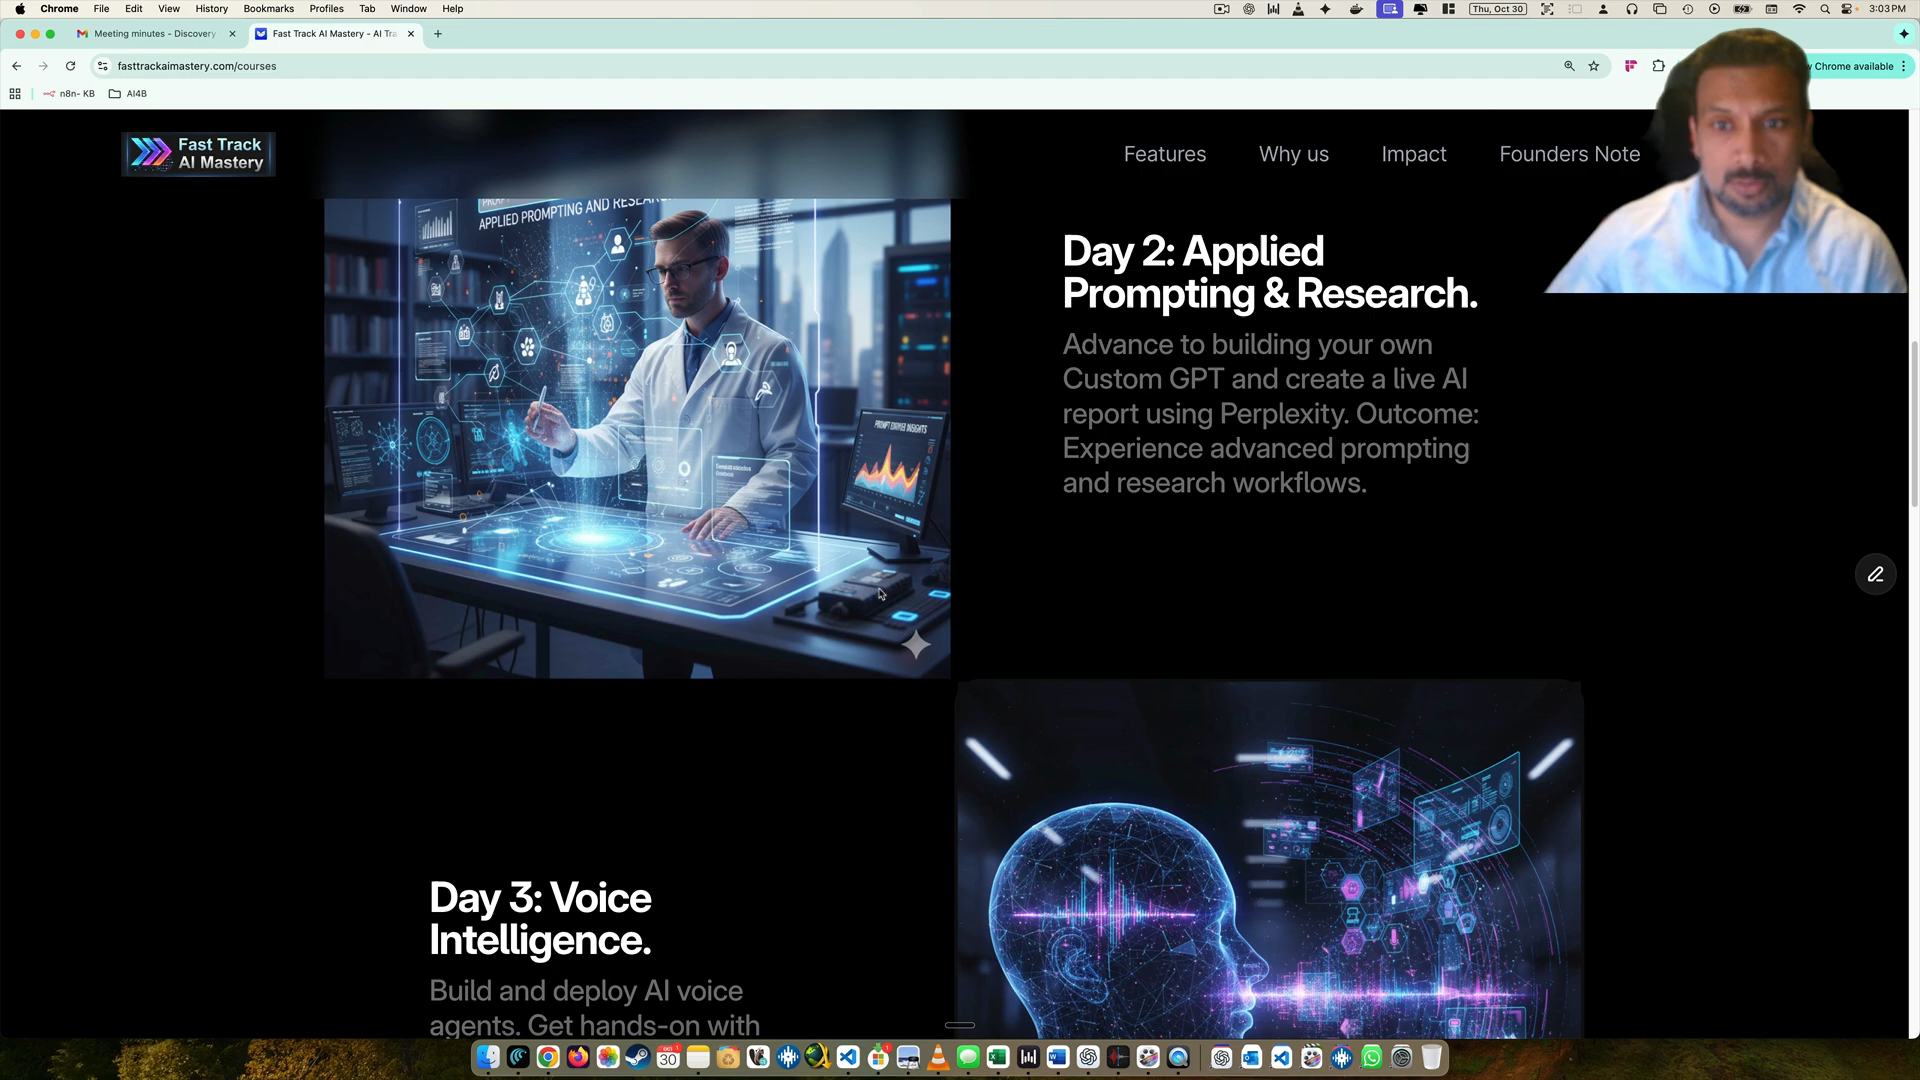 Chrome File Edit View History Bookmarks Profiles Tab Window Help
Thu, Oct 30 3:03 PM
Meeting minutes - Discovery
Fast Track AI Mastery - AI Tra
fasttrackaimastery.com/courses
Chrome available
n8n- KB AI4B
Fast Track
AI Mastery
Features Why us Impact Founders Note
APPLIED PROMPTING AND RESEARC
Day 2: Applied
Prompting & Research.
Advance to building your own
Custom GPT and create a live AI
report using Perplexity. Outcome:
Experience advanced prompting
and research workflows.
Day 3: Voice
Intelligence.
Build and deploy AI voice
agents. Get hands-on with
30